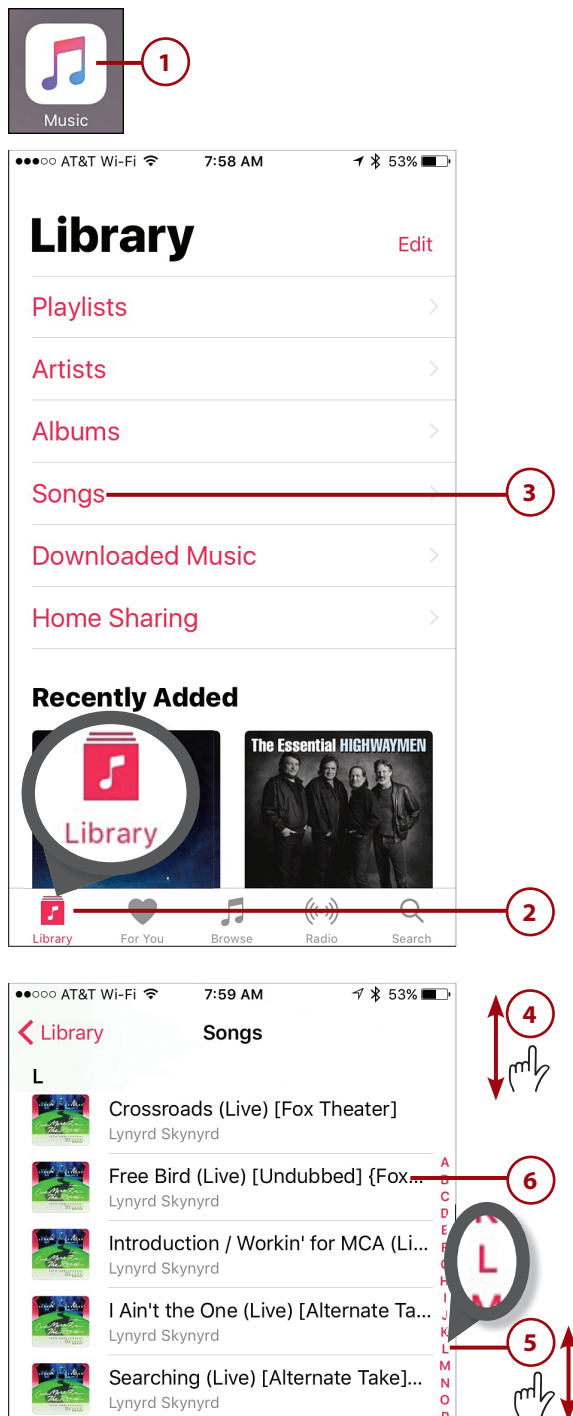 1
Music
AT&T Wi-Fi 7:58 AM 53%
Library
Edit
Playlists
Artists
Albums
Songs
3
Downloaded Music
Home Sharing
Recently Added
The Essential HIGHWAYMEN
Library
2
Library For You Browse Radio Search
AT&T Wi-Fi 7:59 AM 53%
4
Library Songs
L
Crossroads (Live) [Fox Theater]
Lynyrd Skynyrd
Free Bird (Live) [Undubbed] {Fox...
6
Lynyrd Skynyrd
Introduction / Workin' for MCA (Li...
Lynyrd Skynyrd
I Ain't the One (Live) [Alternate Ta...
Lynyrd Skynyrd
Searching (Live) [Alternate Take]...
Lynyrd Skynyrd
A
B
C
D
E
F
G
H
I
J
K
L
M
N
O
P
L
M
5